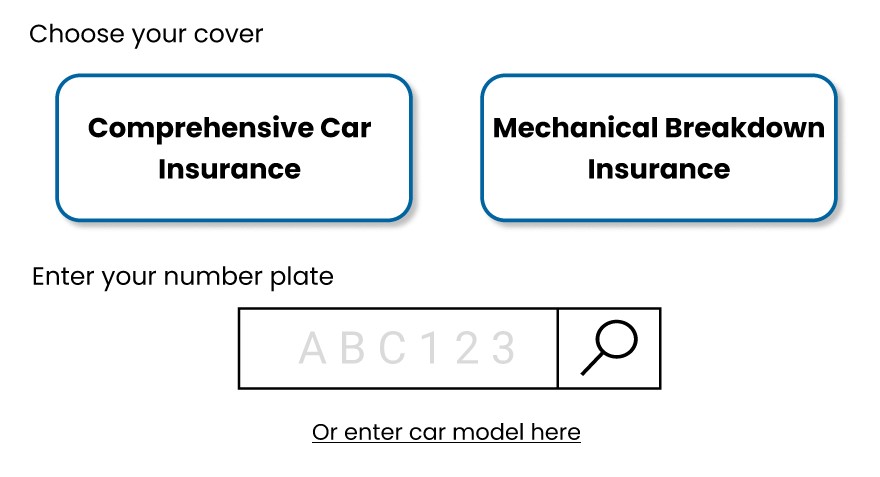 Choose your cover
Comprehensive Car
Insurance
Mechanical Breakdown
Insurance
Enter your number plate
ABC123
Or enter car model here